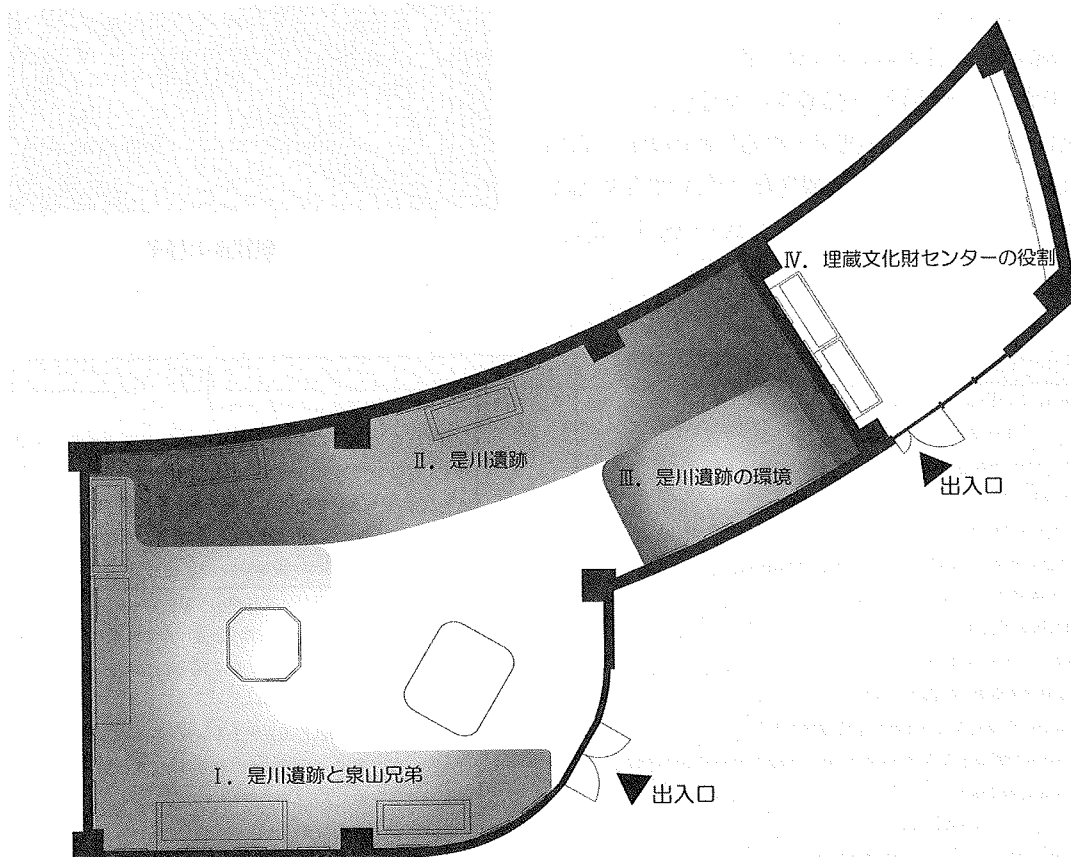 Ⅳ．埋蔵文化財センターの役割
Ⅱ．是川遺跡
Ⅲ．是川遺跡の環境
出入口
Ⅰ．是川遺跡と泉山兄弟
出入口